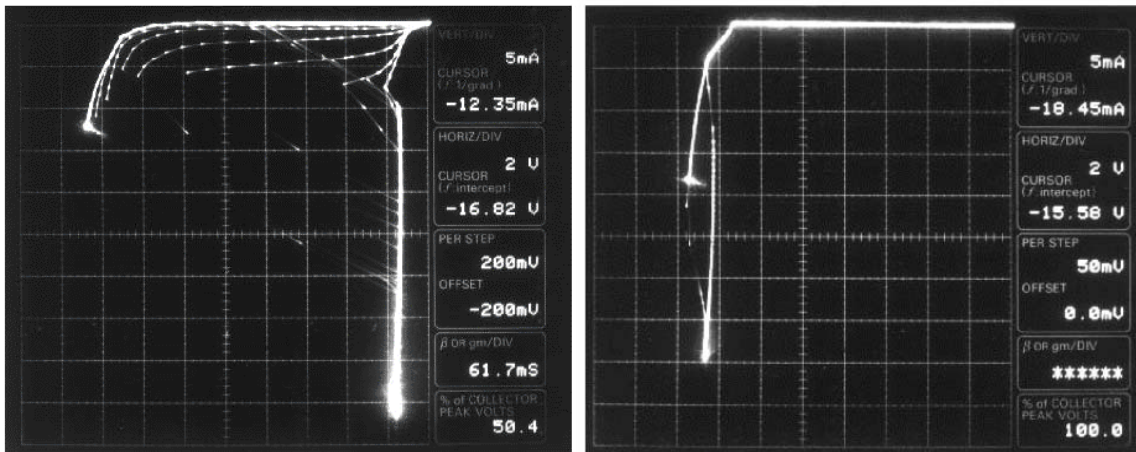 VERT/DIV
5mA
CURSOR
(ƒ 1/grad)
-12.35mA
HORIZ/DIV
2 V
CURSOR
(ƒ intercept)
-16.82 V
PER STEP
200mV
OFFSET
-200mV
β OR gm/DIV
61.7mS
% of COLLECTOR
PEAK VOLTS
50.4
VERT/DIV
5mA
CURSOR
(ƒ 1/grad)
-18.45mA
HORIZ/DIV
2 V
CURSOR
(ƒ intercept)
-15.58 V
PER STEP
50mV
OFFSET
0.0mV
β OR gm/DIV
******
% of COLLECTOR
PEAK VOLTS
100.0